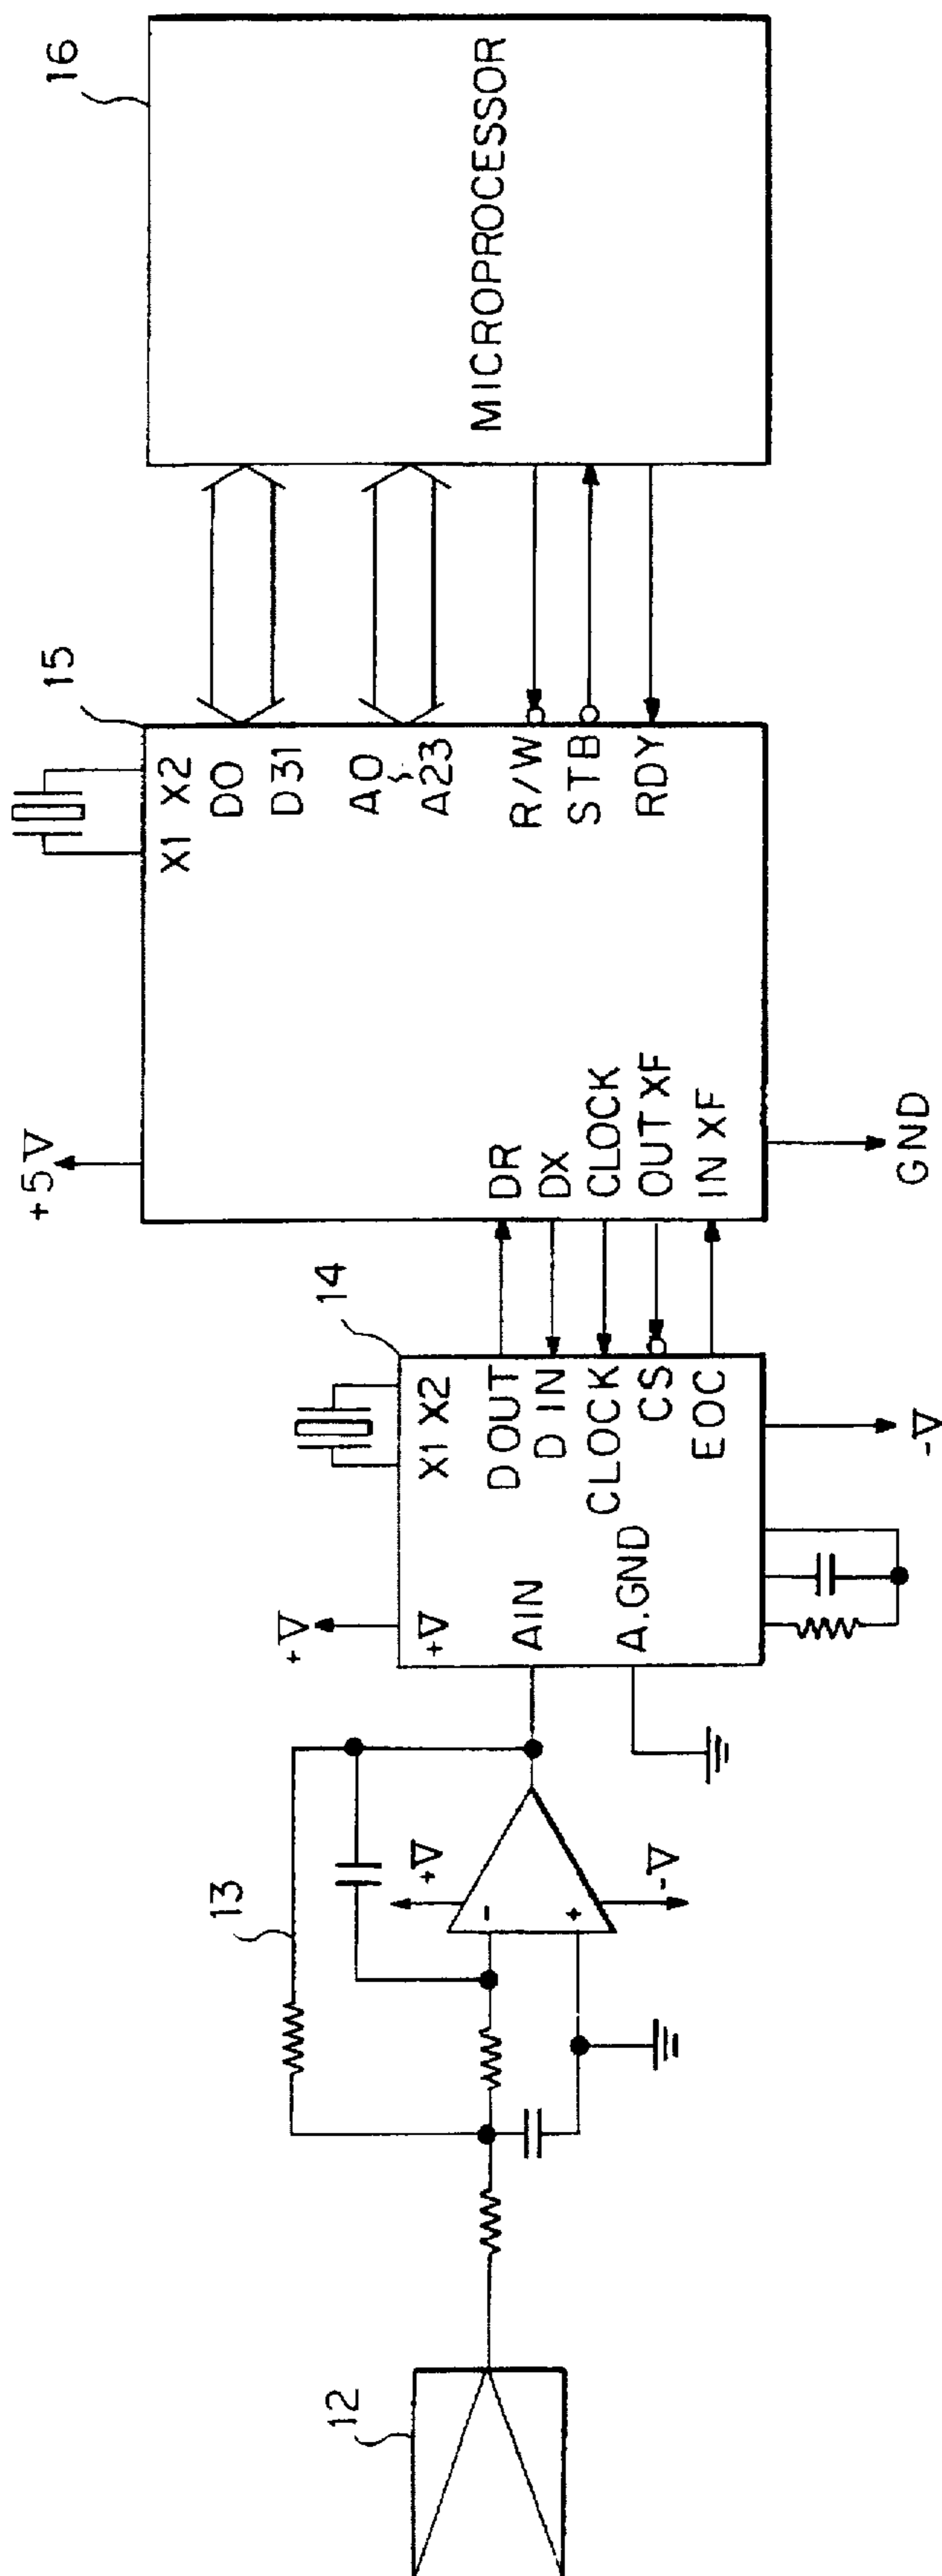 12
13
+V
-
+
-V
+V
14
+V
X1 X2
AIN
A.GND
D OUT
D IN
CLOCK
CS
EOC
-V
+5V
15
X1 X2
DR
DX
CLOCK
OUT XF
IN XF
D0
D31
A0
A23
R/W
STB
RDY
GND
16
MICROPROCESSOR